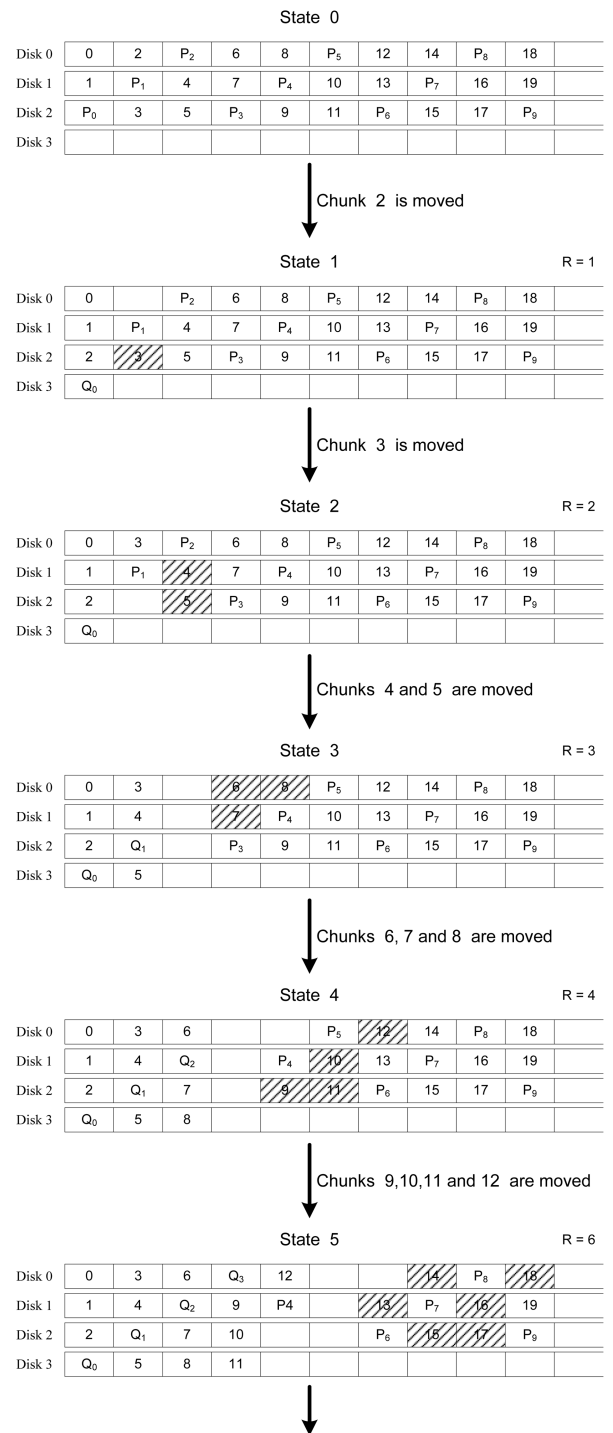 State 0
Disk 0 0 2 P₂ 6 8 P₅ 12 14 P₈ 18
Disk 1 1 P₁ 4 7 P₄ 10 13 P₇ 16 19
Disk 2 P₀ 3 5 P₃ 9 11 P₆ 15 17 P₉
Disk 3
Chunk 2 is moved
State 1 R = 1
Disk 0 0 P₂ 6 8 P₅ 12 14 P₈ 18
Disk 1 1 P₁ 4 7 P₄ 10 13 P₇ 16 19
Disk 2 2 3 5 P₃ 9 11 P₆ 15 17 P₉
Disk 3 Q₀
Chunk 3 is moved
State 2 R = 2
Disk 0 0 3 P₂ 6 8 P₅ 12 14 P₈ 18
Disk 1 1 P₁ 4 7 P₄ 10 13 P₇ 16 19
Disk 2 2 5 P₃ 9 11 P₆ 15 17 P₉
Disk 3 Q₀
Chunks 4 and 5 are moved
State 3 R = 3
Disk 0 0 3 6 8 P₅ 12 14 P₈ 18
Disk 1 1 4 7 P₄ 10 13 P₇ 16 19
Disk 2 2 Q₁ P₃ 9 11 P₆ 15 17 P₉
Disk 3 Q₀ 5
Chunks 6, 7 and 8 are moved
State 4 R = 4
Disk 0 0 3 6 P₅ 12 14 P₈ 18
Disk 1 1 4 Q₂ P₄ 10 13 P₇ 16 19
Disk 2 2 Q₁ 7 9 11 P₆ 15 17 P₉
Disk 3 Q₀ 5 8
Chunks 9,10,11 and 12 are moved
State 5 R = 6
Disk 0 0 3 6 Q₃ 12 14 P₈ 18
Disk 1 1 4 Q₂ 9 P4 13 P₇ 16 19
Disk 2 2 Q₁ 7 10 P₆ 15 17 P₉
Disk 3 Q₀ 5 8 11